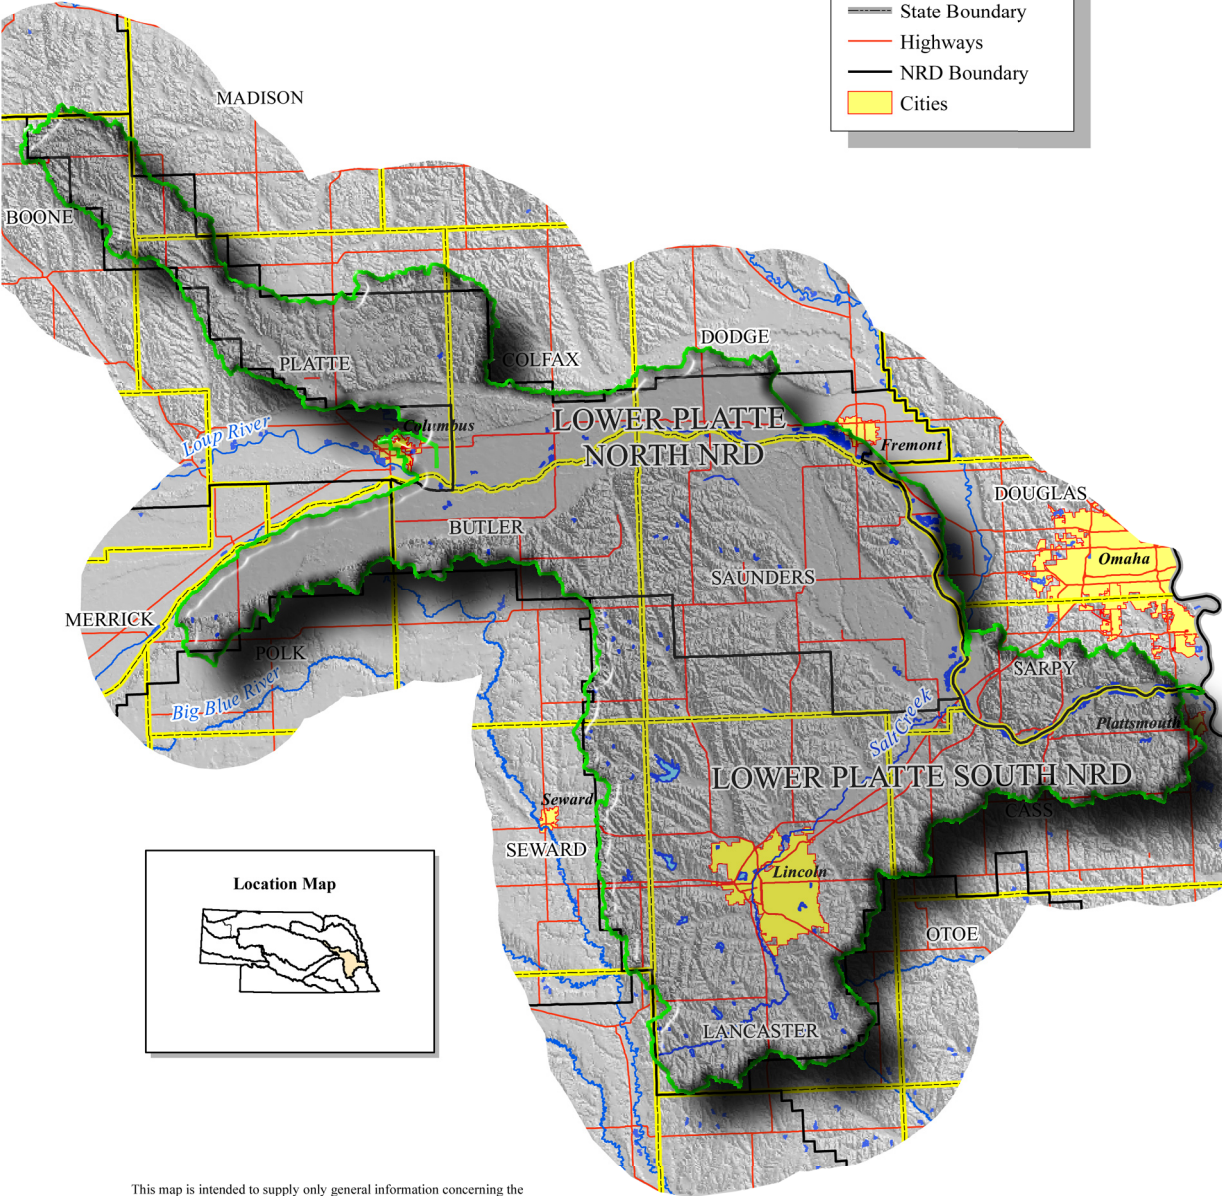 State Boundary
Highways
NRD Boundary
Cities
MADISON
BOONE
PLATTE
COLFAX
DODGE
Loup River
Columbus
LOWER PLATTE
NORTH NRD
Fremont
DOUGLAS
BUTLER
Omaha
SAUNDERS
MERRICK
POLK
SARPY
Big Blue River
Salt Creek
Plattsmouth
LOWER PLATTE SOUTH NRD
Seward
CASS
SEWARD
Lincoln
Location Map
OTOE
LANCASTER
This map is intended to supply only general information concerning the